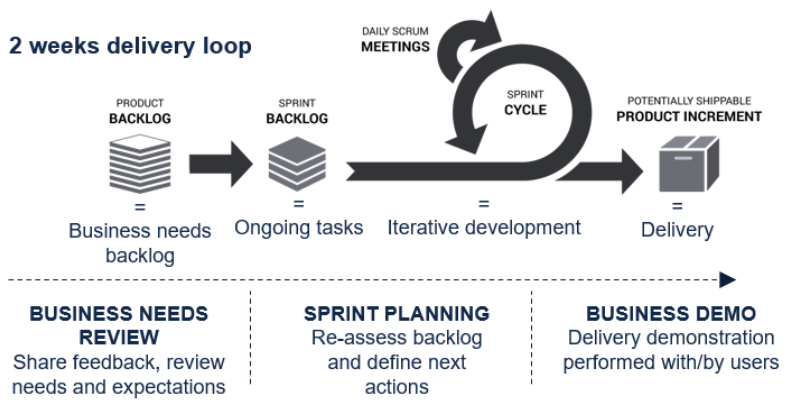 2 weeks delivery loop
DAILY SCRUM
MEETINGS
SPRINT
CYCLE
PRODUCT
BACKLOG
SPRINT
BACKLOG
POTENTIALLY SHIPPABLE
PRODUCT INCREMENT
=
Business needs
backlog
=
Ongoing tasks
=
Iterative development
=
Delivery
BUSINESS NEEDS
REVIEW
Share feedback, review
needs and expectations
SPRINT PLANNING
Re-assess backlog
and define next
actions
BUSINESS DEMO
Delivery demonstration
performed with/by users